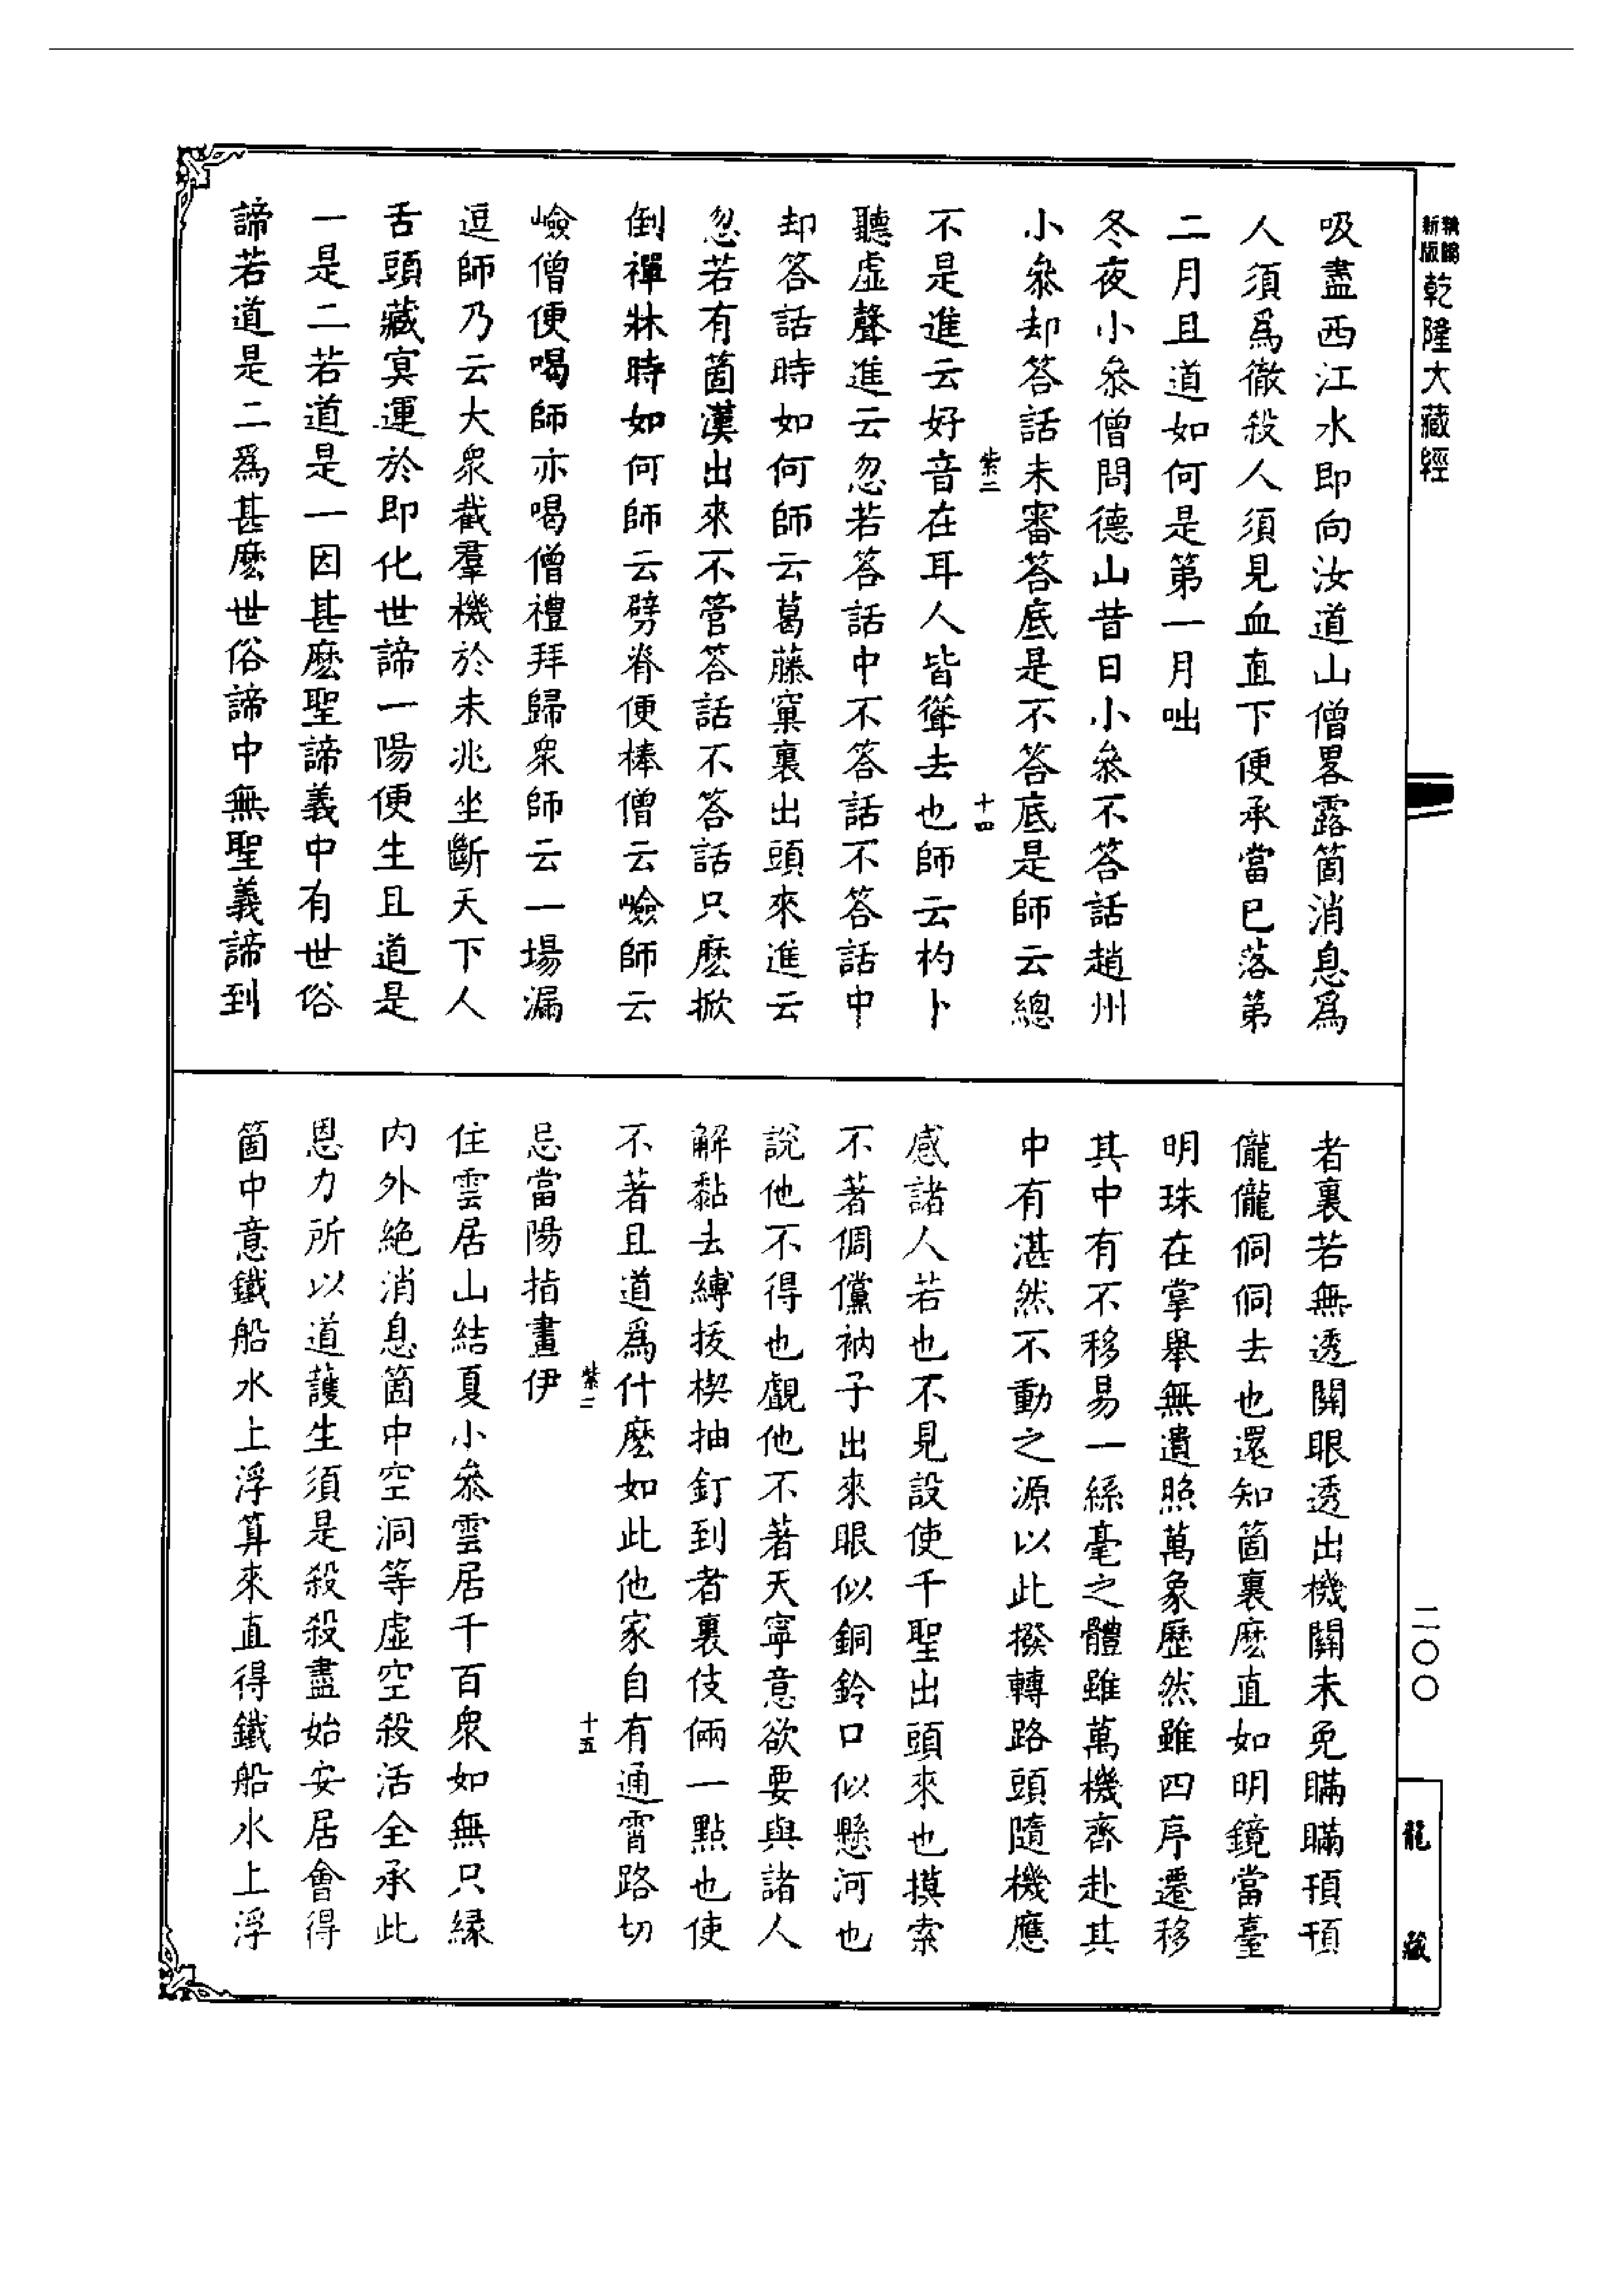 新版
乾隆大藏經
吸盡西江水即向汝道山僧畧露箇消息爲
人須爲徹殺人須見血直下便承當已落第
二月且道如何是第一月咄
冬夜小叅僧問德山昔日小叅不答話趙州
小叅却答話未審答底是不答底是師云總
紫二
十四
不是進云好音在耳人皆聳去也師云杓卜
聽虛聲進云忽若答話中不答話不答話中
却答話時如何師云葛藤窠裏出頭來進云
忽若有箇漢出來不管答話不答話只麽掀
倒禪牀時如何師云劈脊便棒僧云嶮師云
嶮僧便喝師亦喝僧禮拜歸衆師云一場漏
逗師乃云大衆截羣機於未兆坐斷天下人
舌頭藏冥運於即化世諦一陽便生且道是
一是二若道是一因甚麽聖諦義中有世俗
諦若道是二爲甚麽世俗諦中無聖義諦到
者裏若無透關眼透出機關未免瞞瞞頇頇
儱儱侗侗去也還知箇裏麽直如明鏡當臺
明珠在掌舉無遺照萬象歷然雖四序遷移
其中有不移易一絲毫之體雖萬機齊赴其
中有湛然不動之源以此撥轉路頭隨機應
感諸人若也不見設使千聖出頭來也摸索
不著倜儻衲子出來眼似銅鈴口似懸河也
說他不得也覷他不著天寧意欲要與諸人
解黏去縛拔楔抽釘到者裏伎倆一點也使
不著且道爲什麽如此他家自有通霄路切
紫二
十五
忌當陽指畫伊
住雲居山結夏小叅雲居千百衆如無只緣
内外絶消息箇中空洞等虛空殺活全承此
恩力所以道護生須是殺殺盡始安居會得
箇中意鐵船水上浮算來直得鐵船水上浮
二〇〇
龍藏